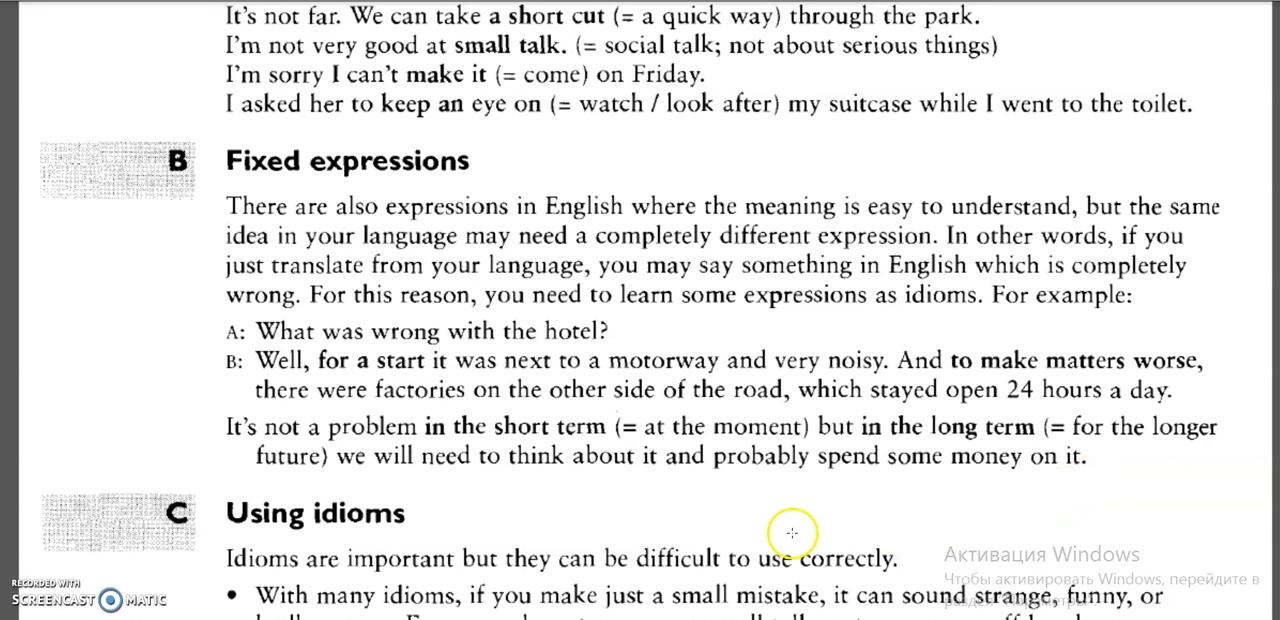 It's not far. We can take a short cut (= a quick way) through the park.
I'm not very good at small talk. (= social talk; not about serious things)
I'm sorry I can't make it (= come) on Friday.
I asked her to keep an eye on (= watch / look after) my suitcase while I went to the toilet.
B Fixed expressions
There are also expressions in English where the meaning is easy to understand, but the same
idea in your language may need a completely different expression. In other words, if you
just translate from your language, you may say something in English which is completely
wrong. For this reason, you need to learn some expressions as idioms. For example:
A: What was wrong with the hotel?
B: Well, for a start it was next to a motorway and very noisy. And to make matters worse,
there were factories on the other side of the road, which stayed open 24 hours a day.
It's not a problem in the short term (= at the moment) but in the long term (= for the longer
future) we will need to think about it and probably spend some money on it.
C Using idioms
Idioms are important but they can be difficult to use correctly.
• With many idioms, if you make just a small mistake, it can sound strange, funny, or
Активация Windows
Чтобы активировать Windows, перейдите в
раздел "Параметры".
RECORDED WITH
SCREENCAST MATIC